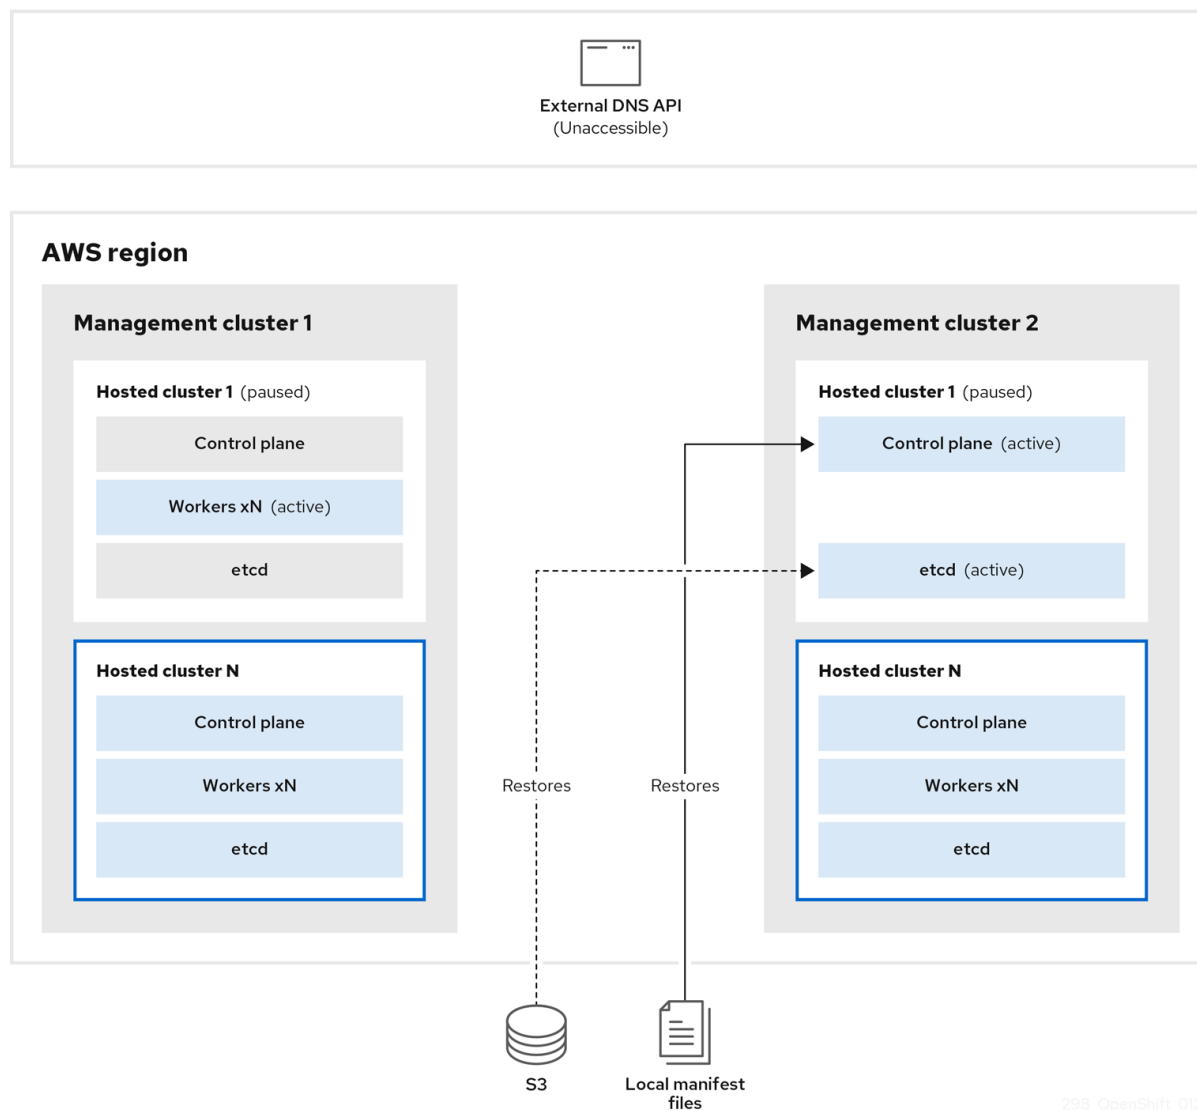 External DNS API
(Unaccessible)
AWS region
Management cluster 1
Hosted cluster 1 (paused)
Control plane
Workers xN (active)
etcd
Hosted cluster N
Control plane
Workers xN
etcd
Management cluster 2
Hosted cluster 1 (paused)
Control plane (active)
etcd (active)
Hosted cluster N
Control plane
Workers xN
etcd
Restores
Restores
S3
Local manifest
files
298_OpenShift_01